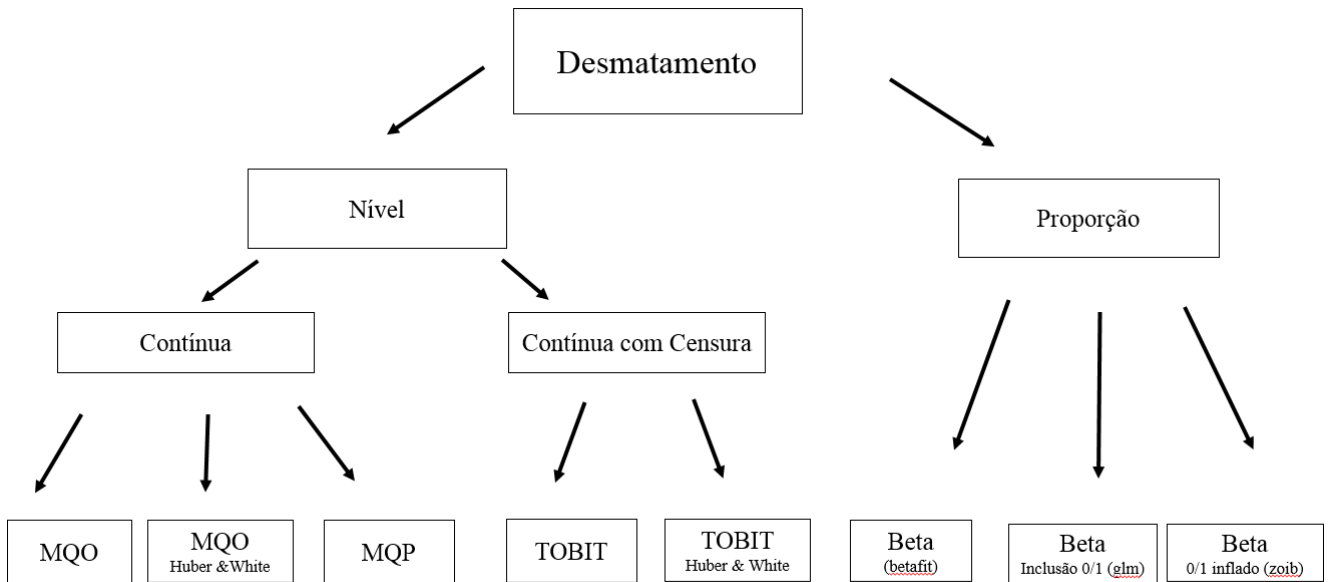 Desmatamento
Nível
Proporção
Contínua
Contínua com Censura
MQO
MQO
Huber &White
MQP
TOBIT
TOBIT
Huber & White
Beta
(betafit)
Beta
Inclusão 0/1 (glm)
Beta
0/1 inflado (zoib)